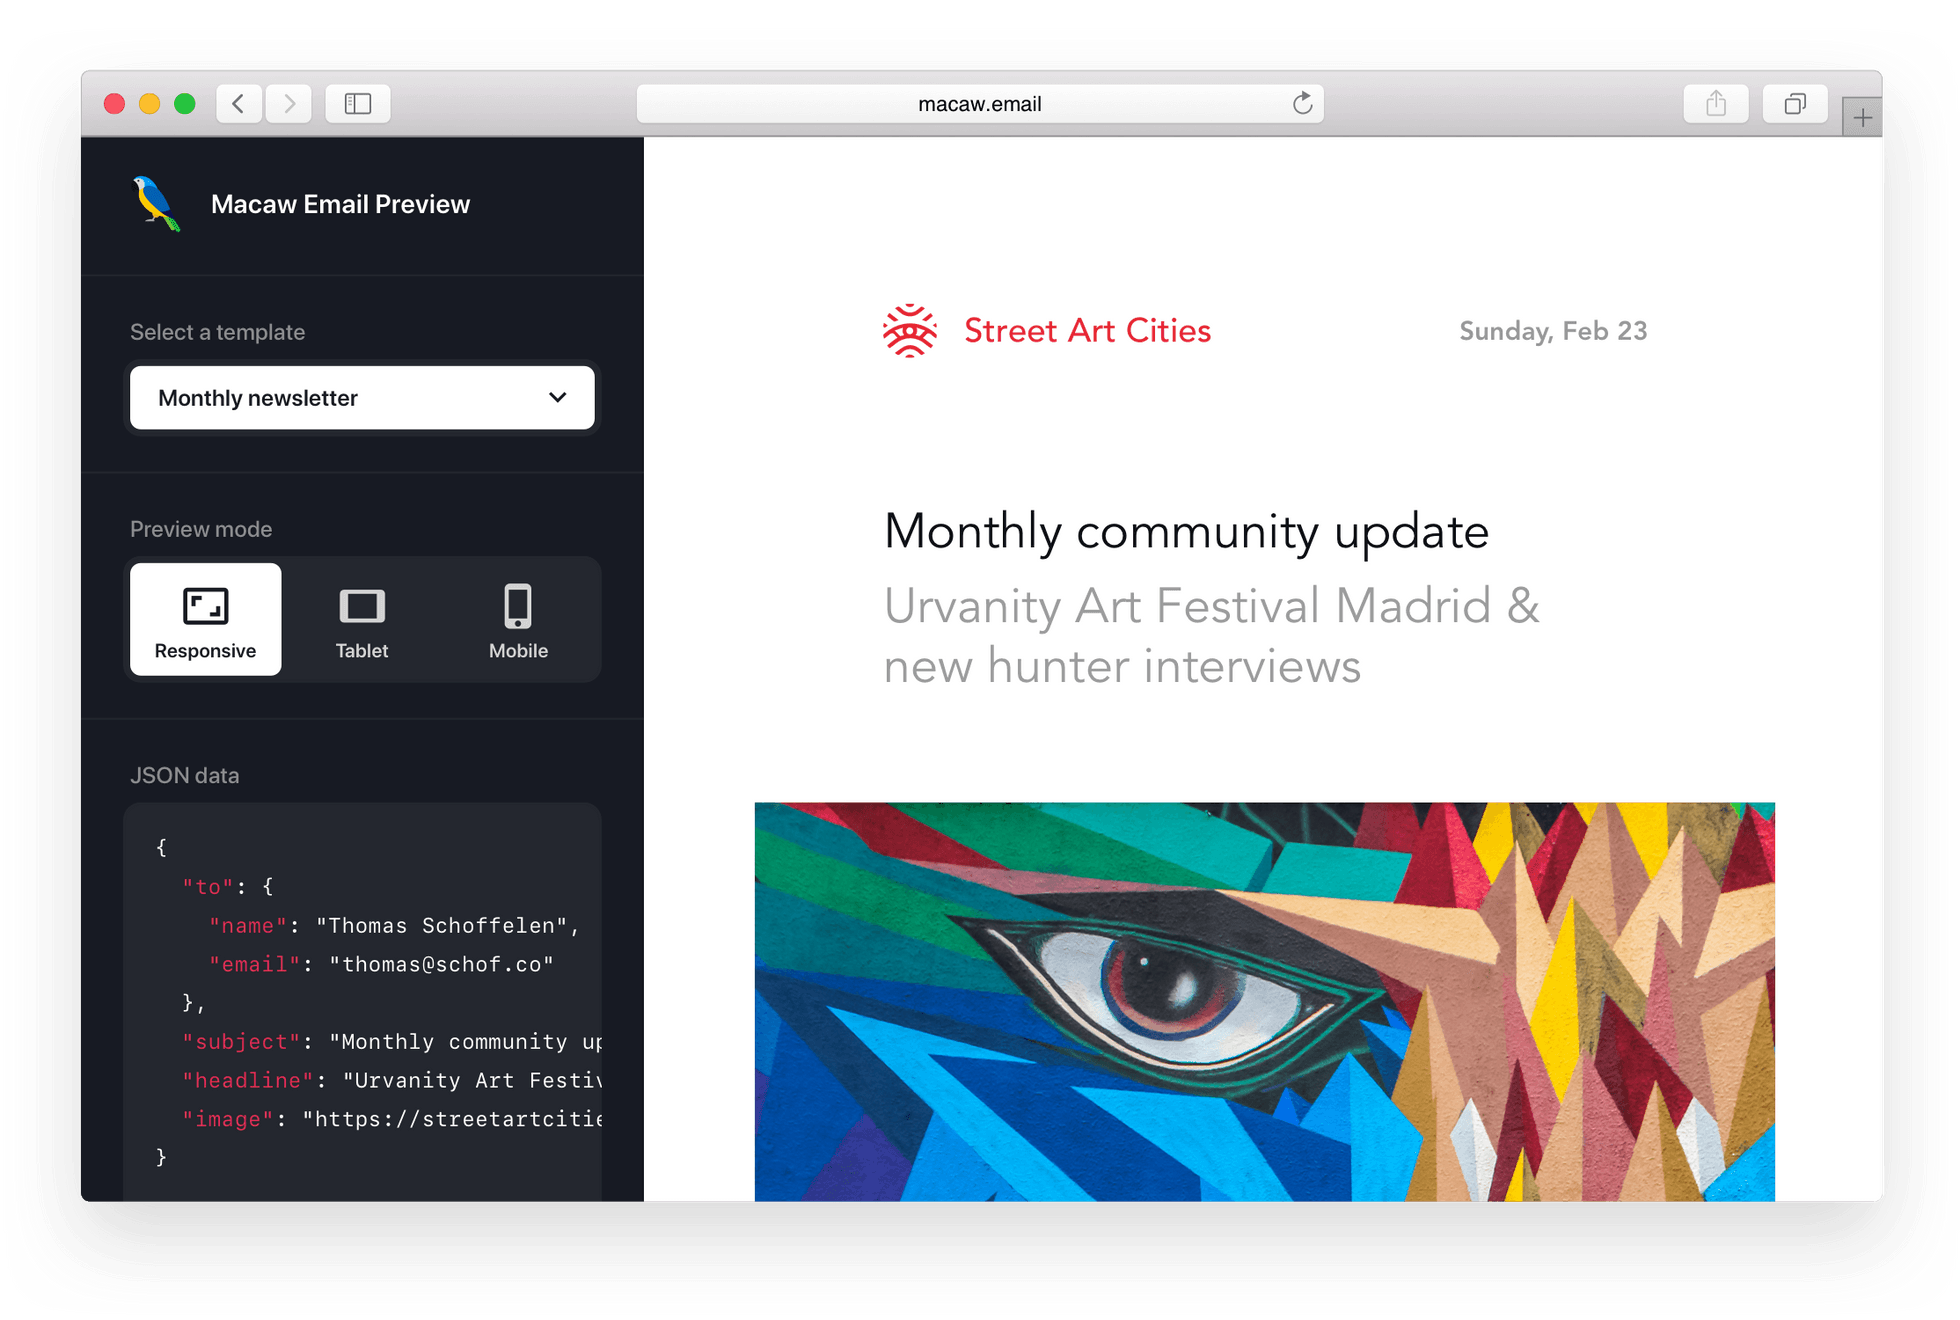 macaw.email
Macaw Email Preview
Select a template
Monthly newsletter
Preview mode
Responsive
Tablet
Mobile
JSON data
{
"to": {
"name": "Thomas Schoffelen",
"email": "thomas@schof.co"
},
"subject": "Monthly community up
"headline": "Urvanity Art Festiv
"image": "https://streetartcitie
}
Street Art Cities
Sunday, Feb 23
Monthly community update
Urvanity Art Festival Madrid &
new hunter interviews